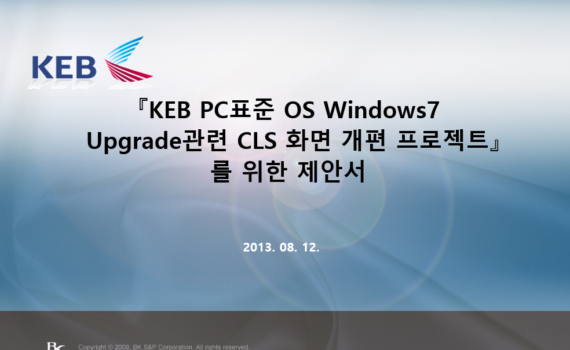 KEB
『KEB PC표준 OS Windows7
Upgrade관련 CLS 화면 개편 프로젝트』
를 위한 제안서
2013. 08. 12.
BK Copyright © 2008, BK S&P Corporation. All rights reserved.